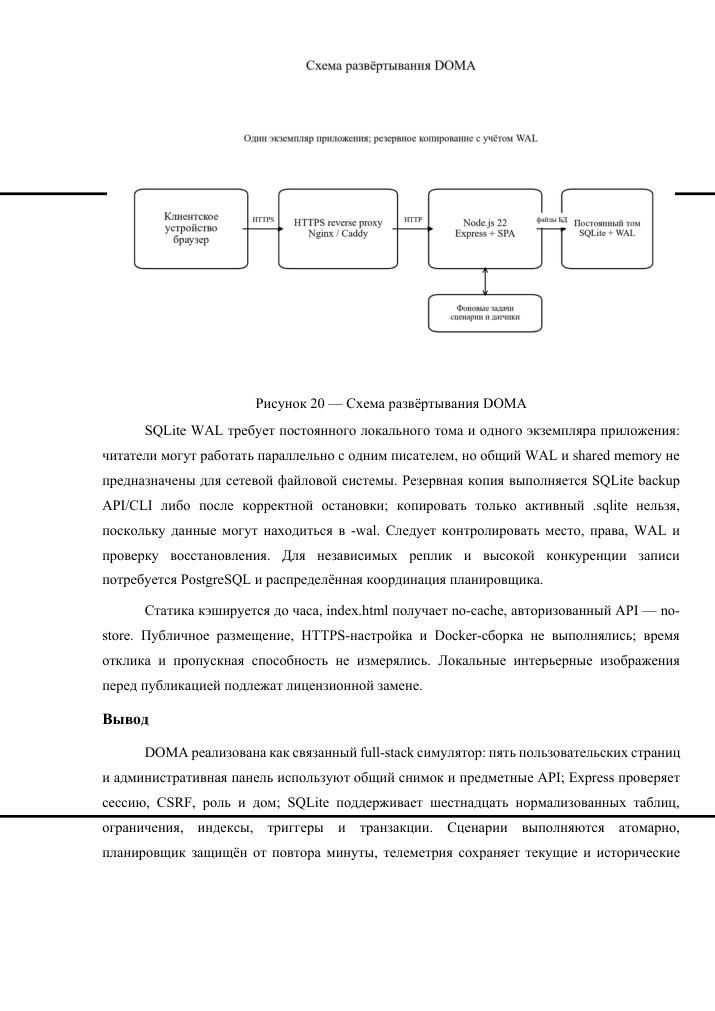 Схема развёртывания DOMA
Один экземпляр приложения; резервное копирование с учётом WAL
Клиентское
устройство
браузер
HTTPS
HTTPS reverse proxy
Nginx / Caddy
HTTP
Node.js 22
Express + SPA
файлы БД
Постоянный том
SQLite + WAL
Фоновые задачи
сценарии и датчики
Рисунок 20 — Схема развёртывания DOMA
SQLite WAL требует постоянного локального тома и одного экземпляра приложения:
читатели могут работать параллельно с одним писателем, но общий WAL и shared memory не
предназначены для сетевой файловой системы. Резервная копия выполняется SQLite backup
API/CLI либо после корректной остановки; копировать только активный .sqlite нельзя,
поскольку данные могут находиться в -wal. Следует контролировать место, права, WAL и
проверку восстановления. Для независимых реплик и высокой конкуренции записи
потребуется PostgreSQL и распределённая координация планировщика.
Статика кэшируется до часа, index.html получает no-cache, авторизованный API — no-
store. Публичное размещение, HTTPS-настройка и Docker-сборка не выполнялись; время
отклика и пропускная способность не измерялись. Локальные интерьерные изображения
перед публикацией подлежат лицензионной замене.
Вывод
DOMA реализована как связанный full-stack симулятор: пять пользовательских страниц
и административная панель используют общий снимок и предметные API; Express проверяет
сессию, CSRF, роль и дом; SQLite поддерживает шестнадцать нормализованных таблиц,
ограничения, индексы, триггеры и транзакции. Сценарии выполняются атомарно,
планировщик защищён от повтора минуты, телеметрия сохраняет текущие и исторические